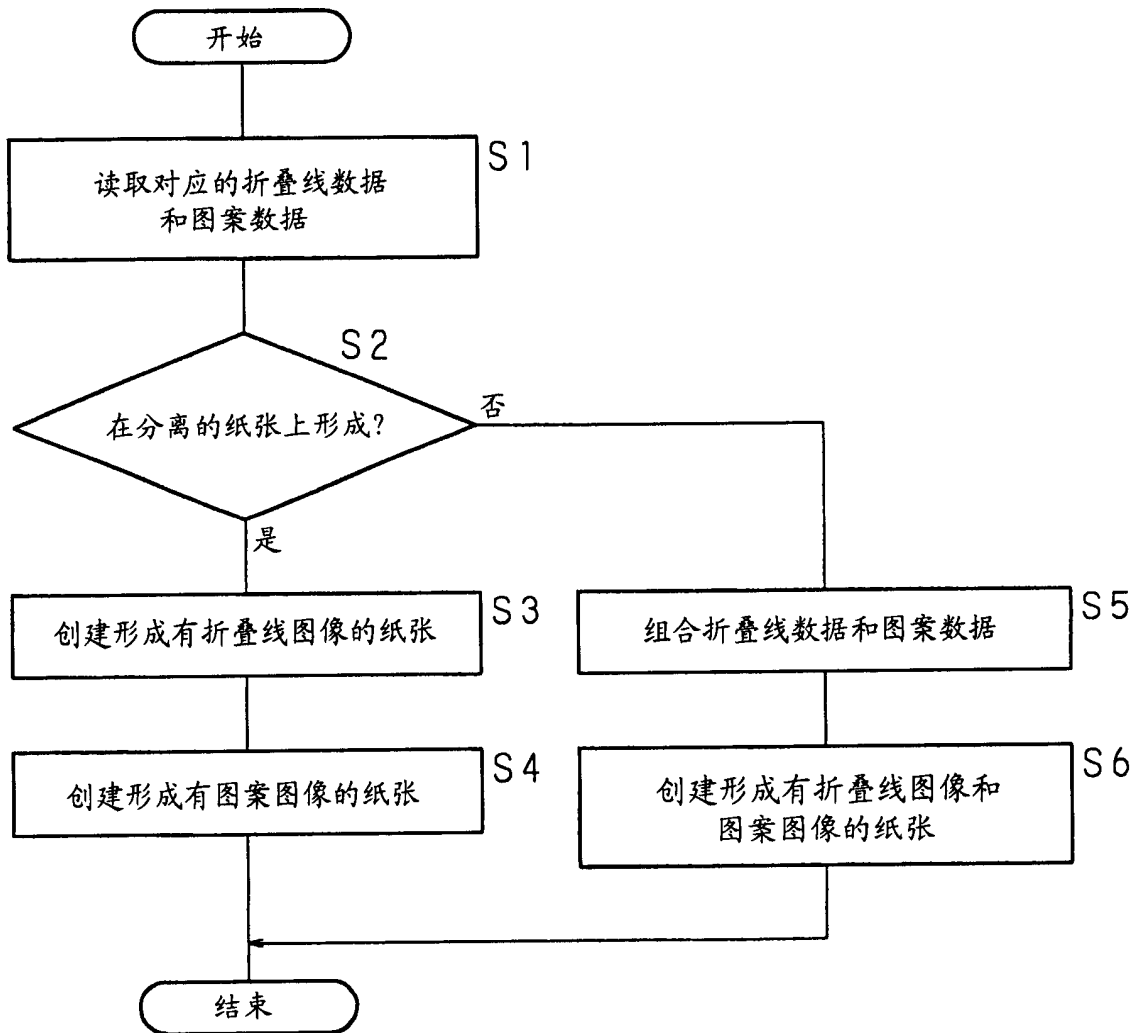 开始
S1
读取对应的折叠线数据
和图案数据
S2
在分离的纸张上形成?
否
是
S3
创建形成有折叠线图像的纸张
S5
组合折叠线数据和图案数据
S4
创建形成有图案图像的纸张
S6
创建形成有折叠线图像和
图案图像的纸张
结束